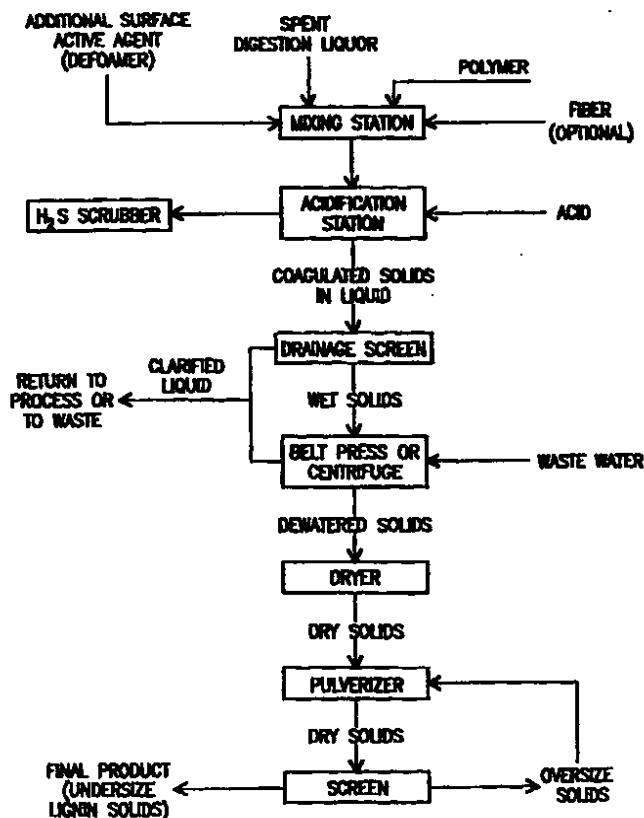 ADDITIONAL SURFACE
ACTIVE AGENT
(DEFOAMER)
SPENT
DIGESTION LIQUOR
POLYMER
MIXING STATION
FIBER
(OPTIONAL)
H2S SCRUBBER
ACIDIFICATION
STATION
ACID
COAGULATED SOLIDS
IN LIQUID
DRAINAGE SCREEN
CLARIFIED
LIQUID
RETURN TO
PROCESS OR
TO WASTE
WET SOLIDS
BELT PRESS OR
CENTRIFUGE
WASTE WATER
DEWATERED SOLIDS
DRYER
DRY SOLIDS
PULVERIZER
DRY SOLIDS
FINAL PRODUCT
(UNDERSIZE
LIGNIN SOLIDS)
SCREEN
OVERSIZE
SOLIDS